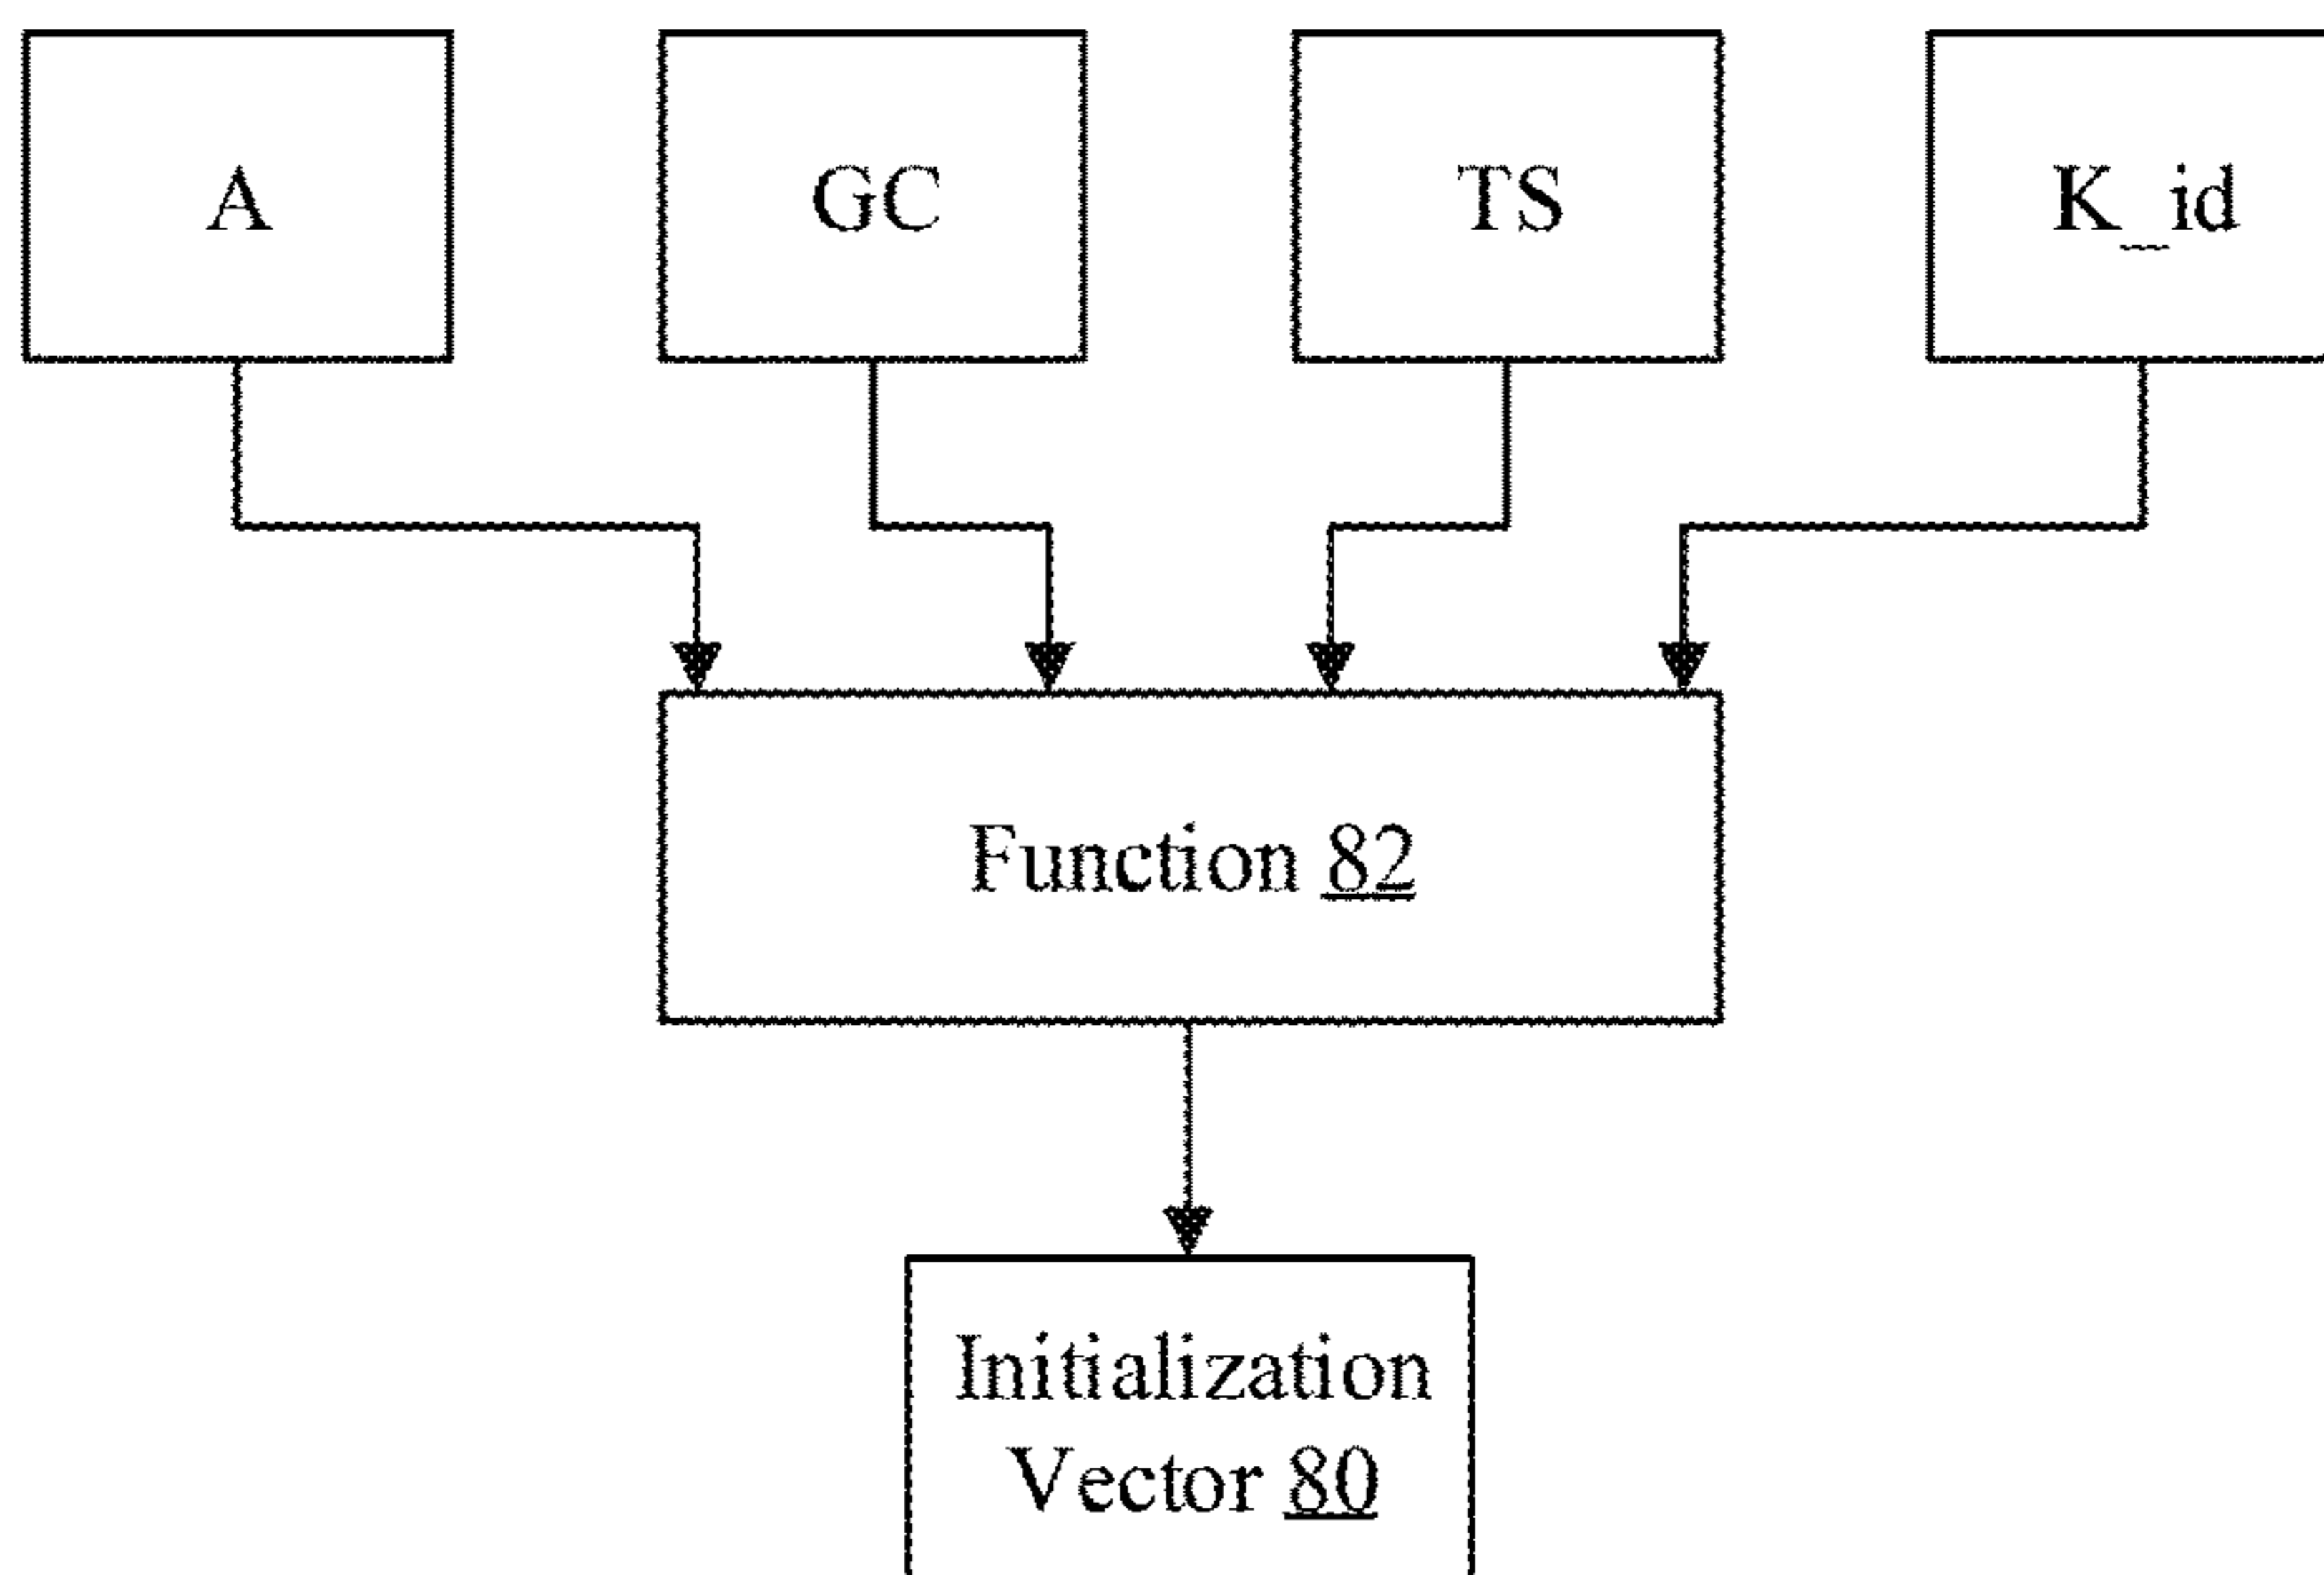 A
GC
TS
K_id
Function 82
Initialization
Vector 80